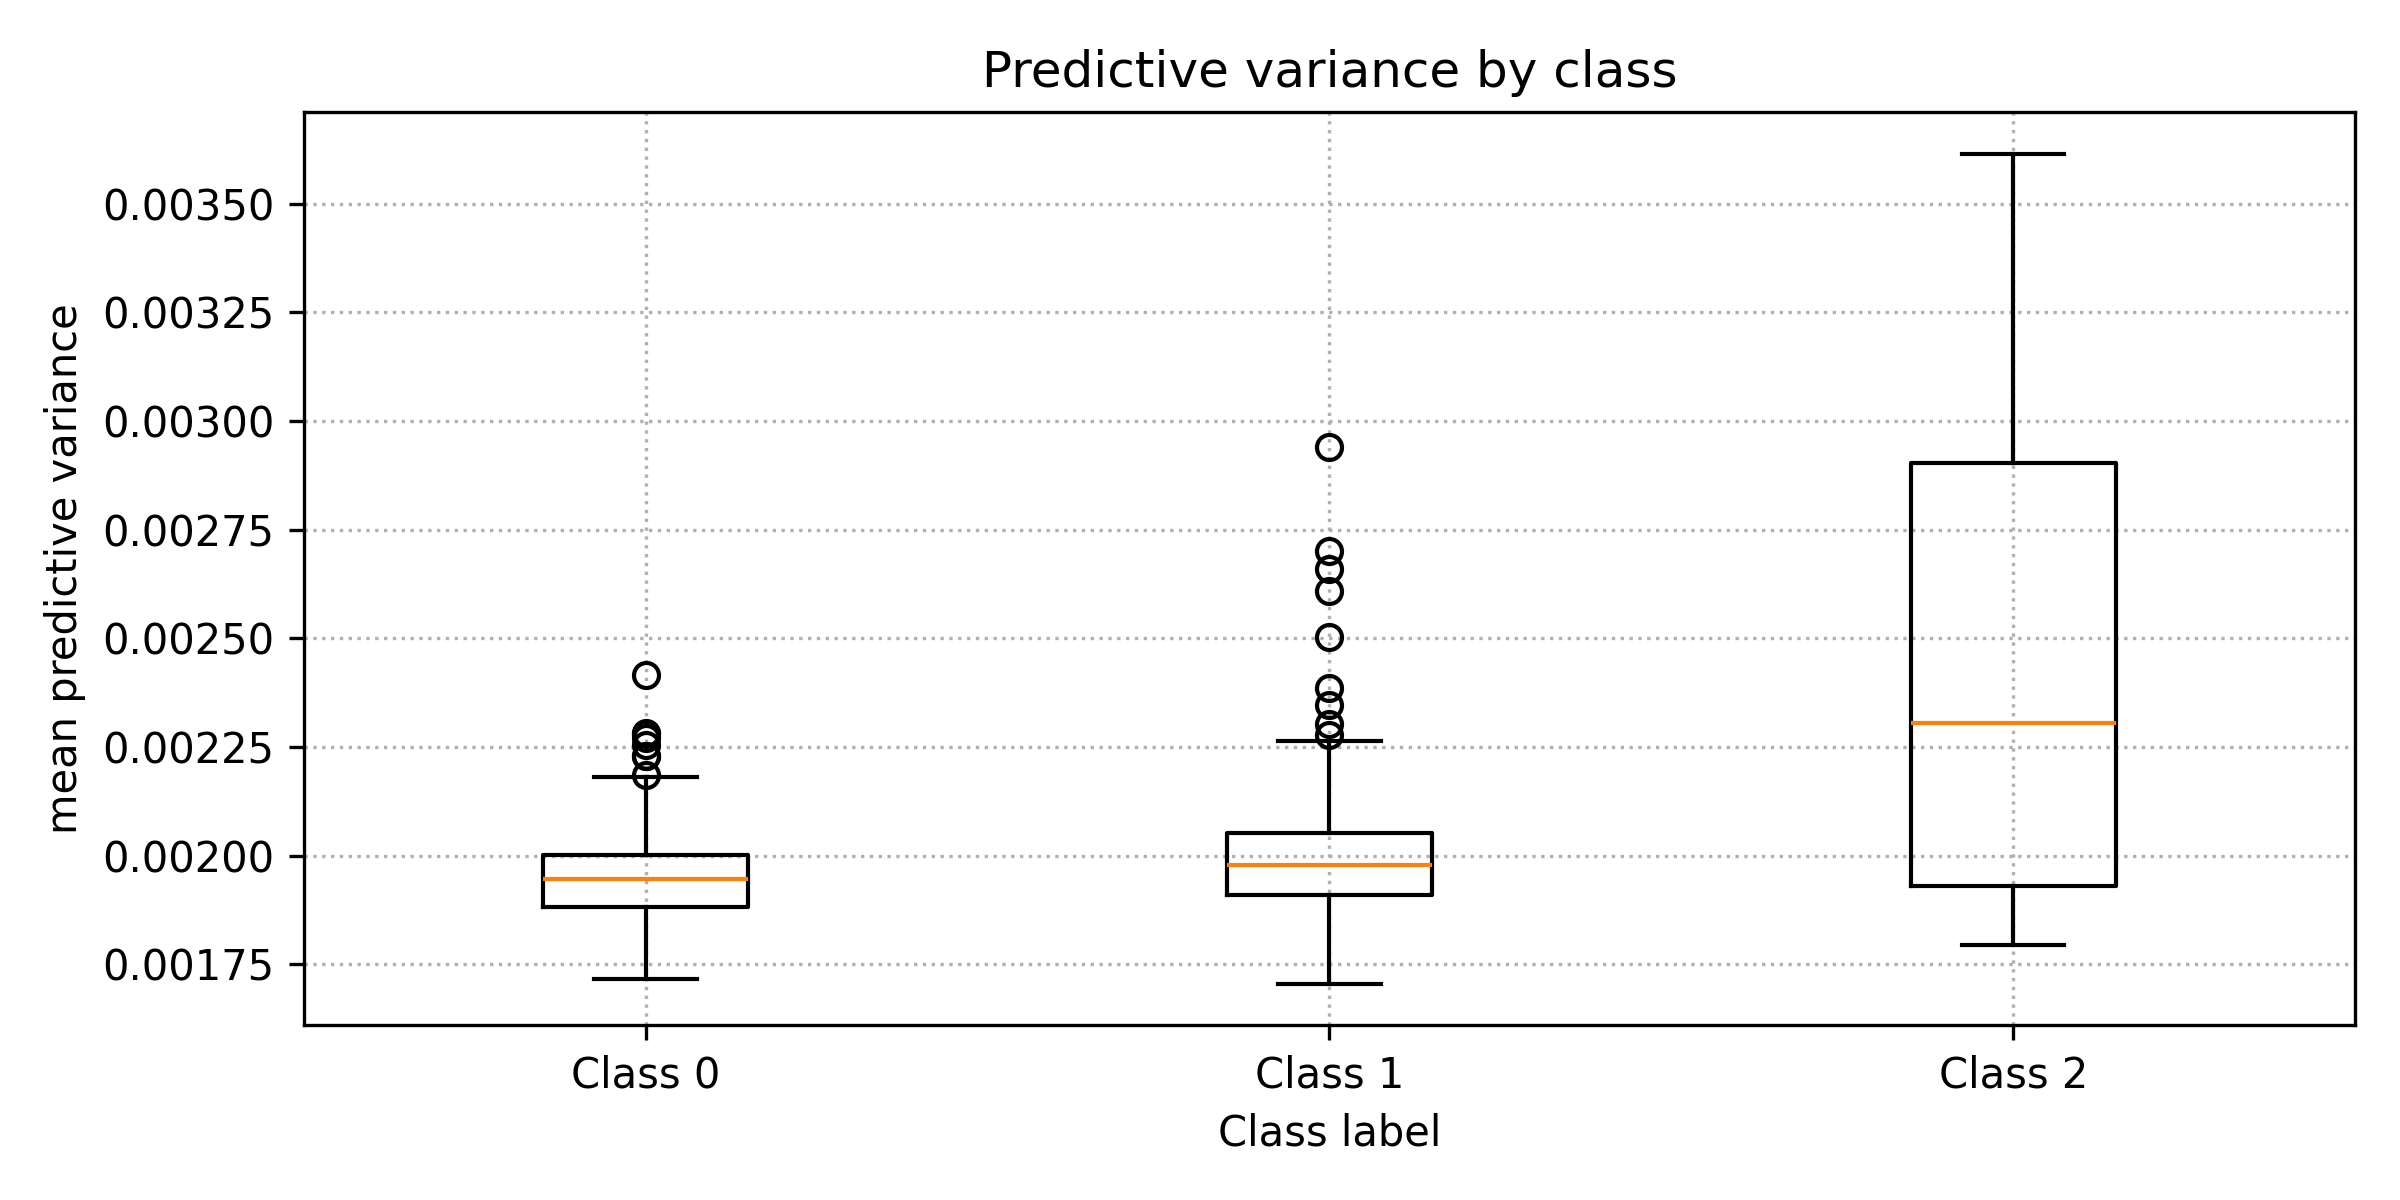 Predictive variance by class
mean predictive variance
0.00350
0.00325
0.00300
0.00275
0.00250
0.00225
0.00200
0.00175
Class 0
Class 1
Class 2
Class label